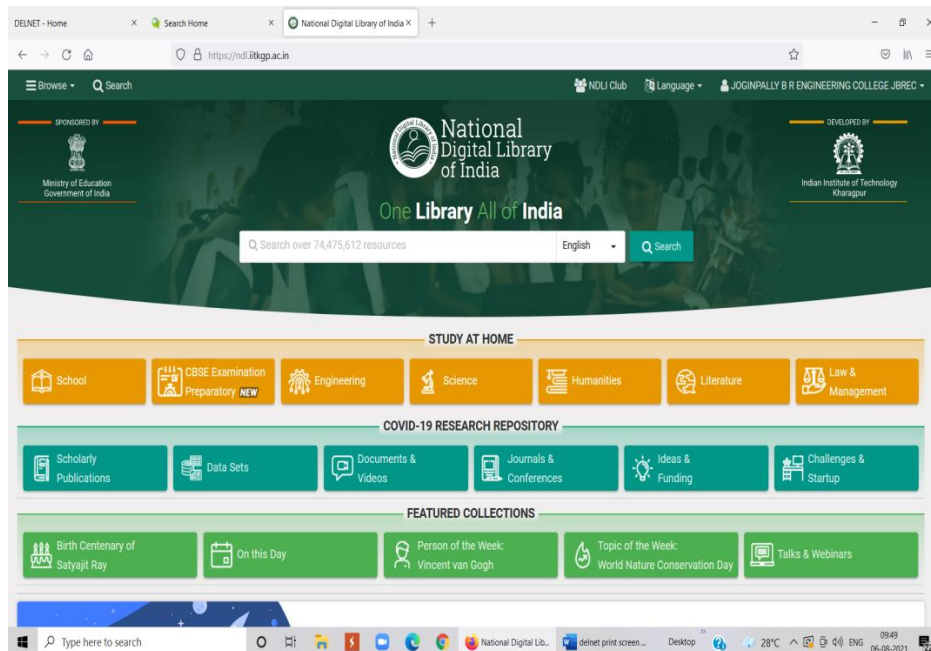 DELNET - Home
Search Home
National Digital Library of India
https://ndl.iitkgp.ac.in
Browse
Search
NDLI Club
Language
JOGINPALLY B R ENGINEERING COLLEGE JBREC
SPONSORED BY
Ministry of Education
Government of India
National
Digital Library
of India
DEVELOPED BY
Indian Institute of Technology
Kharagpur
One Library All of India
Search over 74,475,612 resources
English
Search
STUDY AT HOME
School
CBSE Examination
Preparatory NEW
Engineering
Science
Humanities
Literature
Law &
Management
COVID-19 RESEARCH REPOSITORY
Scholarly
Publications
Data Sets
Documents &
Videos
Journals &
Conferences
Ideas &
Funding
Challenges &
Startup
FEATURED COLLECTIONS
Birth Centenary of
Satyajit Ray
On this Day
Person of the Week:
Vincent van Gogh
Topic of the Week:
World Nature Conservation Day
Talks & Webinars
Type here to search
National Digital Lib...
delnet print screen ...
Desktop
28°C
ENG
09:49
06-08-2021